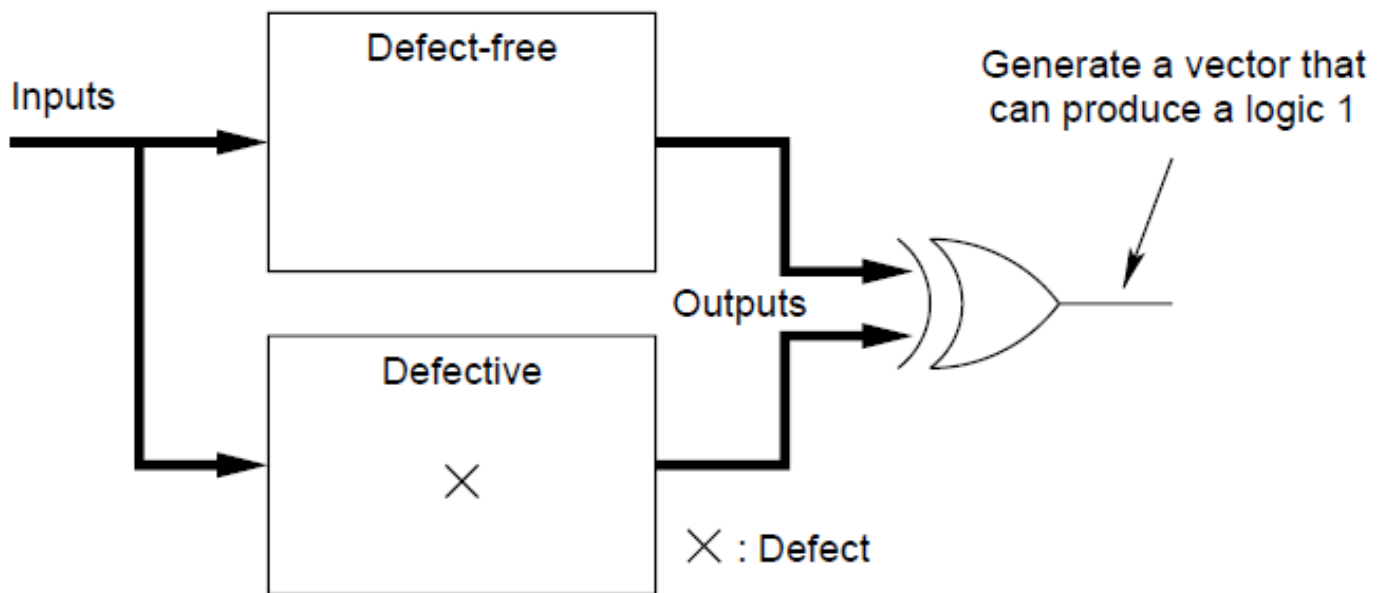 Defect-free
Generate a vector that
can produce a logic 1
Inputs
Outputs
Defective
: Defect